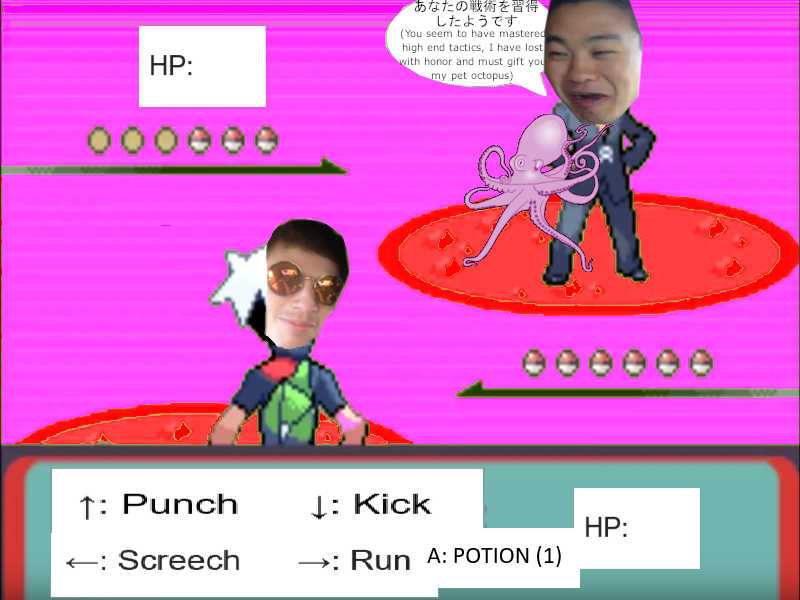 あなたの戦術を習得
したようです
(You seem to have mastered
high end tactics, I have lost
with honor and must gift you
my pet octopus)
HP:
↑: Punch ↓: Kick
←: Screech →: Run
A: POTION (1)
HP: